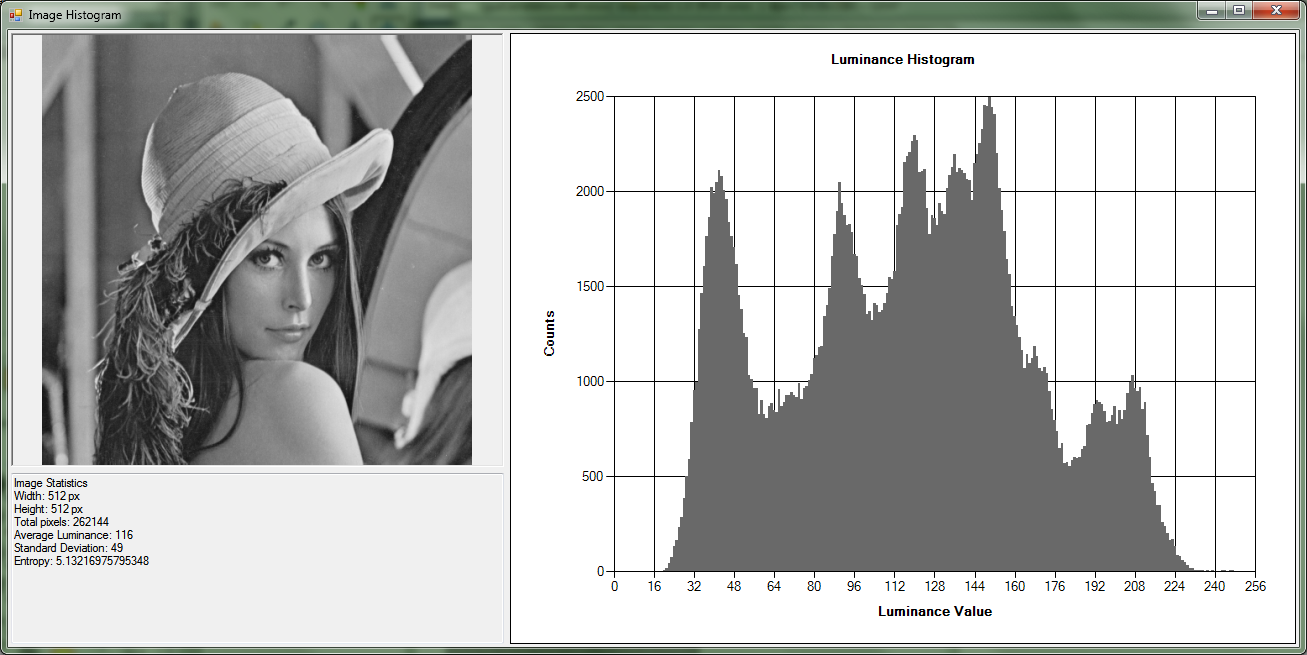 Image Histogram
Image Statistics
Width: 512 px
Height: 512 px
Total pixels: 262144
Average Luminance: 116
Standard Deviation: 49
Entropy: 5.13216975795348
Luminance Histogram
2500
2000
1500
1000
500
0
Counts
0 16 32 48 64 80 96 112 128 144 160 176 192 208 224 240 256
Luminance Value